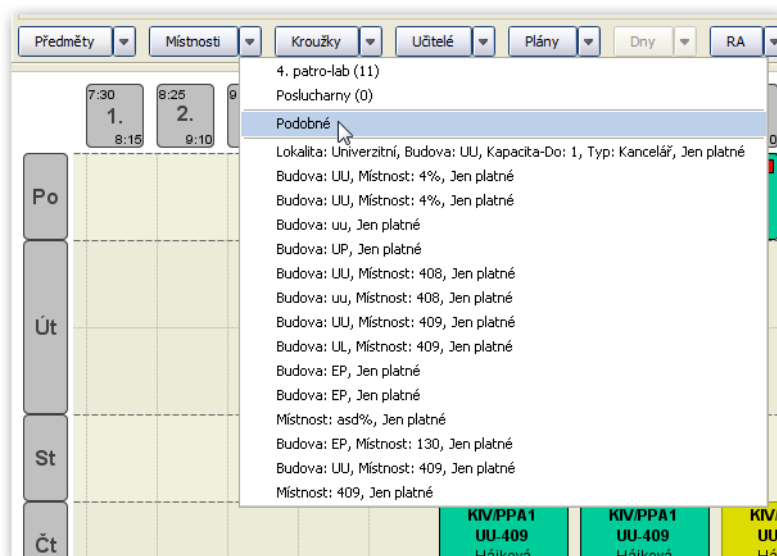 Předměty
Místnosti
Kroužky
Učitelé
Plány
Dny
RA
4. patro-lab (11)
Poslucharny (0)
Podobné
Lokalita: Univerzitní, Budova: UU, Kapacita-Do: 1, Typ: Kancelář, Jen platné
Budova: UU, Místnost: 4%, Jen platné
Budova: UU, Místnost: 4%, Jen platné
Budova: uu, Jen platné
Budova: UP, Jen platné
Budova: UU, Místnost: 408, Jen platné
Budova: uu, Místnost: 408, Jen platné
Budova: UU, Místnost: 409, Jen platné
Budova: UL, Místnost: 409, Jen platné
Budova: EP, Jen platné
Budova: EP, Jen platné
Místnost: asd%, Jen platné
Budova: EP, Místnost: 130, Jen platné
Budova: UU, Místnost: 409, Jen platné
Místnost: 409, Jen platné
7:30
1.
8:15
8:25
2.
9:10
9
Po
Út
St
Čt
KIV/PPA1
UU-409
Hájková
KIV/PPA1
UU-409
Hájková
KIV/
UU